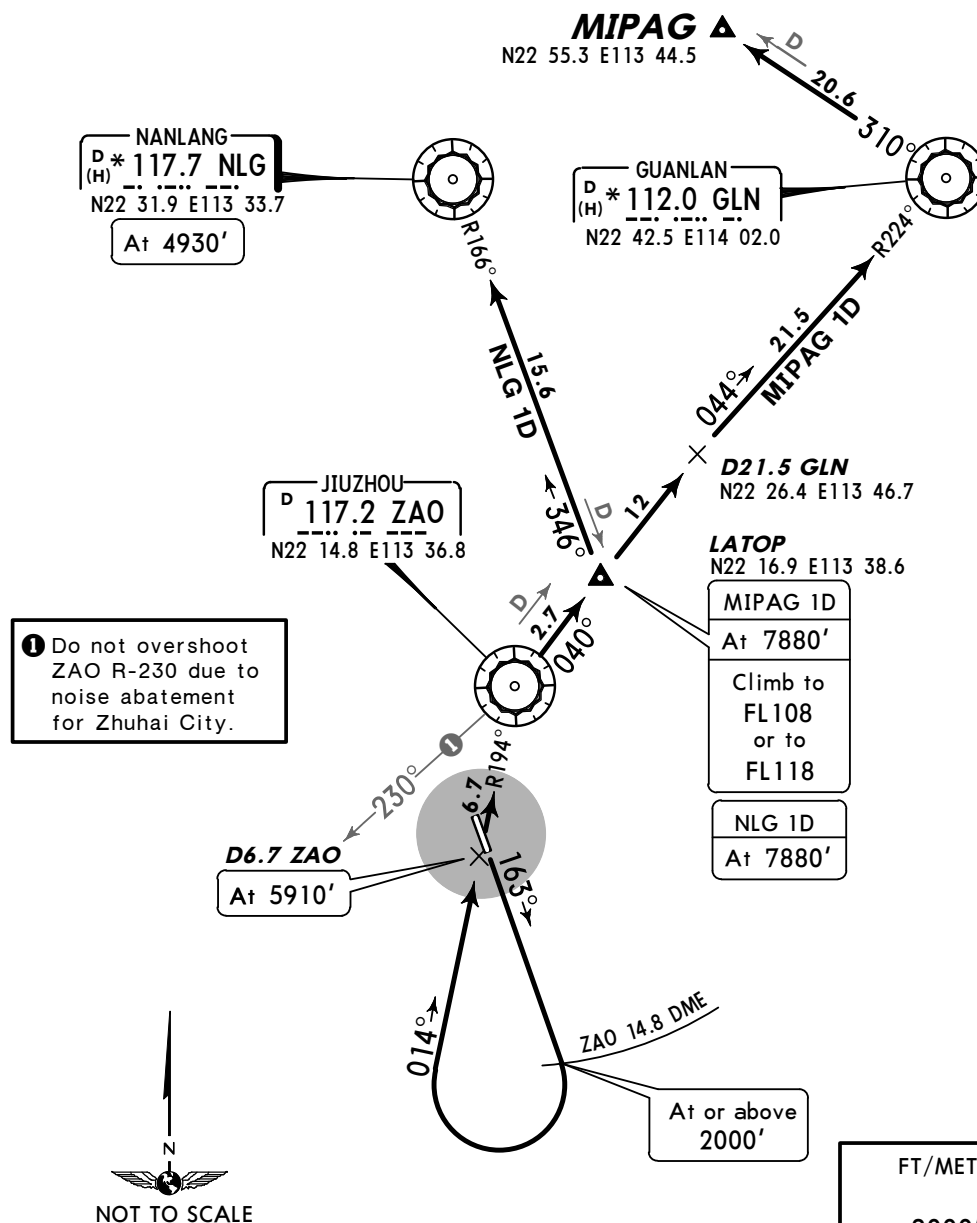 MIPAG
N22 55.3 E113 44.5
D
20.6
310°
NANLANG
D
(H)
* 117.7 NLG
N22 31.9 E113 33.7
At 4930'
GUANLAN
D
(H)
* 112.0 GLN
N22 42.5 E114 02.0
R166°
R224°
15.6
NLG 1D
346°
D
21.5
MIPAG 1D
044°
D21.5 GLN
N22 26.4 E113 46.7
12
JIUZHOU
D
117.2 ZAO
N22 14.8 E113 36.8
LATOP
N22 16.9 E113 38.6
MIPAG 1D
At 7880'
Climb to
FL108
or to
FL118
NLG 1D
At 7880'
D
2.7
040°
1 Do not overshoot
ZAO R-230 due to
noise abatement
for Zhuhai City.
1
230°
R194°
6.7
D6.7 ZAO
At 5910'
163°
014°
ZAO 14.8 DME
At or above
2000'
N
NOT TO SCALE
FT/MET